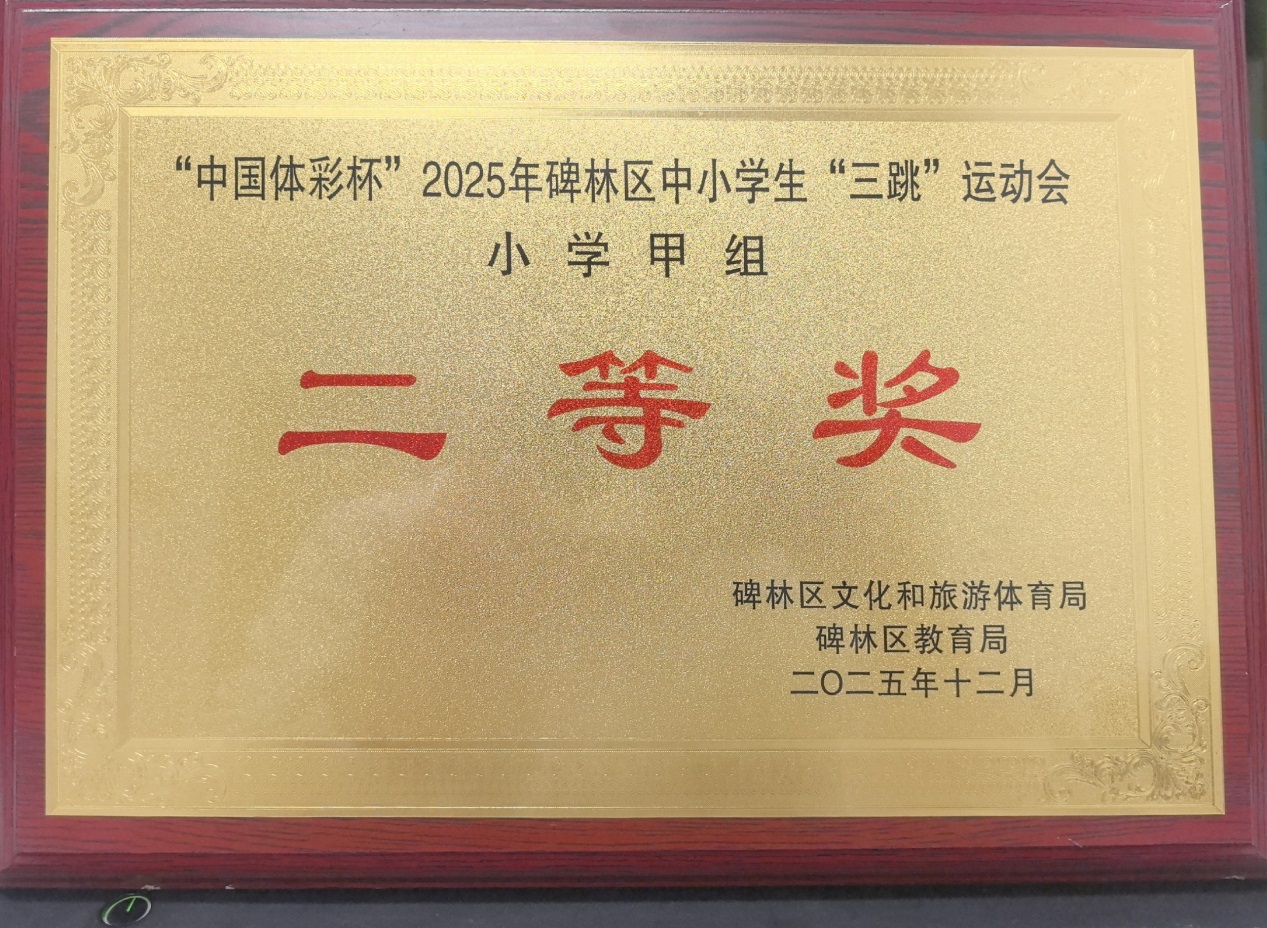 “中国体彩杯”2025年碑林区中小学生“三跳”运动会
小学甲组
二等奖
碑林区文化和旅游体育局
碑林区教育局
二〇二五年十二月